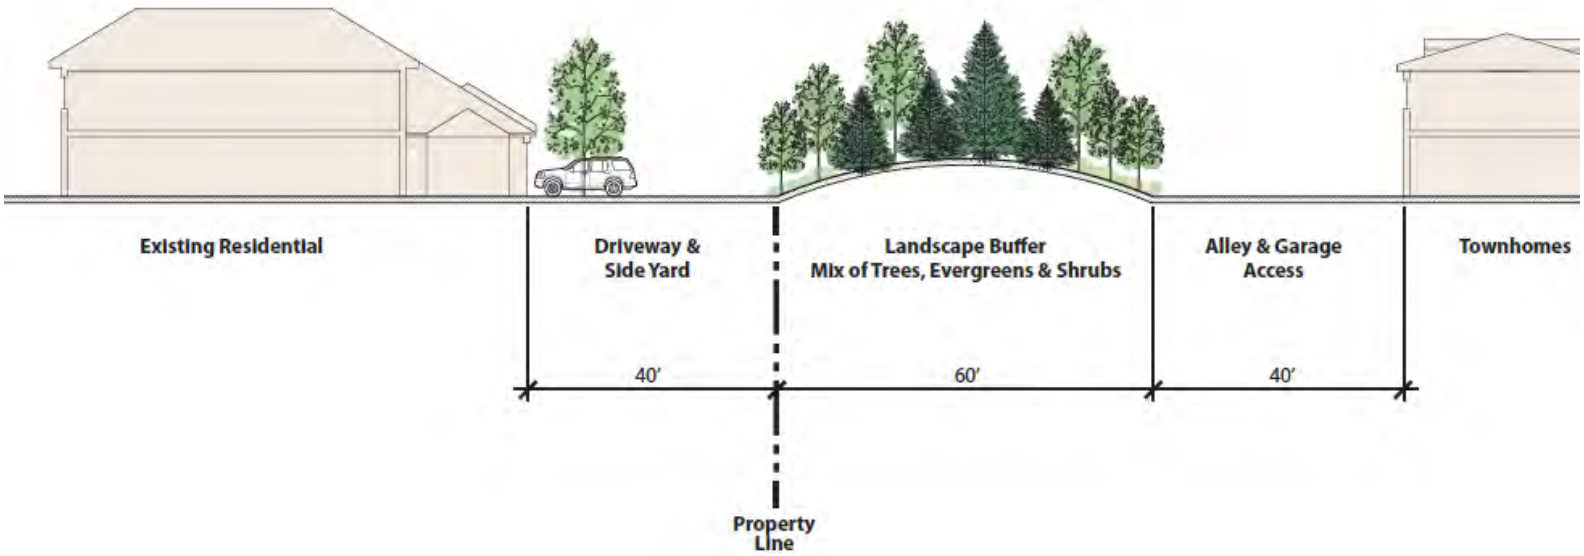 Existing Residential
Driveway &
Side Yard
Landscape Buffer
Mix of Trees, Evergreens & Shrubs
Alley & Garage
Access
Townhomes
40’
60’
40’
Property
Line